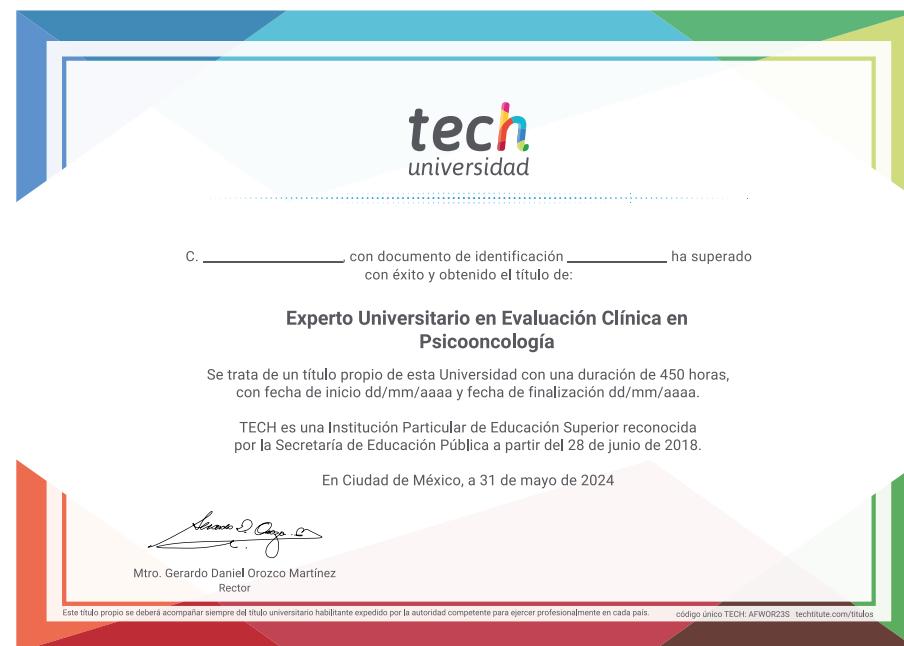 tech
universidad
C. ____________________, con documento de identificación ______________ ha superado
con éxito y obtenido el título de:
Experto Universitario en Evaluación Clínica en
Psicooncología
Se trata de un título propio de esta Universidad con una duración de 450 horas,
con fecha de inicio dd/mm/aaaa y fecha de finalización dd/mm/aaaa.
TECH es una Institución Particular de Educación Superior reconocida
por la Secretaría de Educación Pública a partir del 28 de junio de 2018.
En Ciudad de México, a 31 de mayo de 2024
Mtro. Gerardo Daniel Orozco Martínez
Rector
Este título propio se deberá acompañar siempre del título universitario habilitante expedido por la autoridad competente para ejercer profesionalmente en cada país. código único TECH: AFWOR23S techtitute.com/titulos